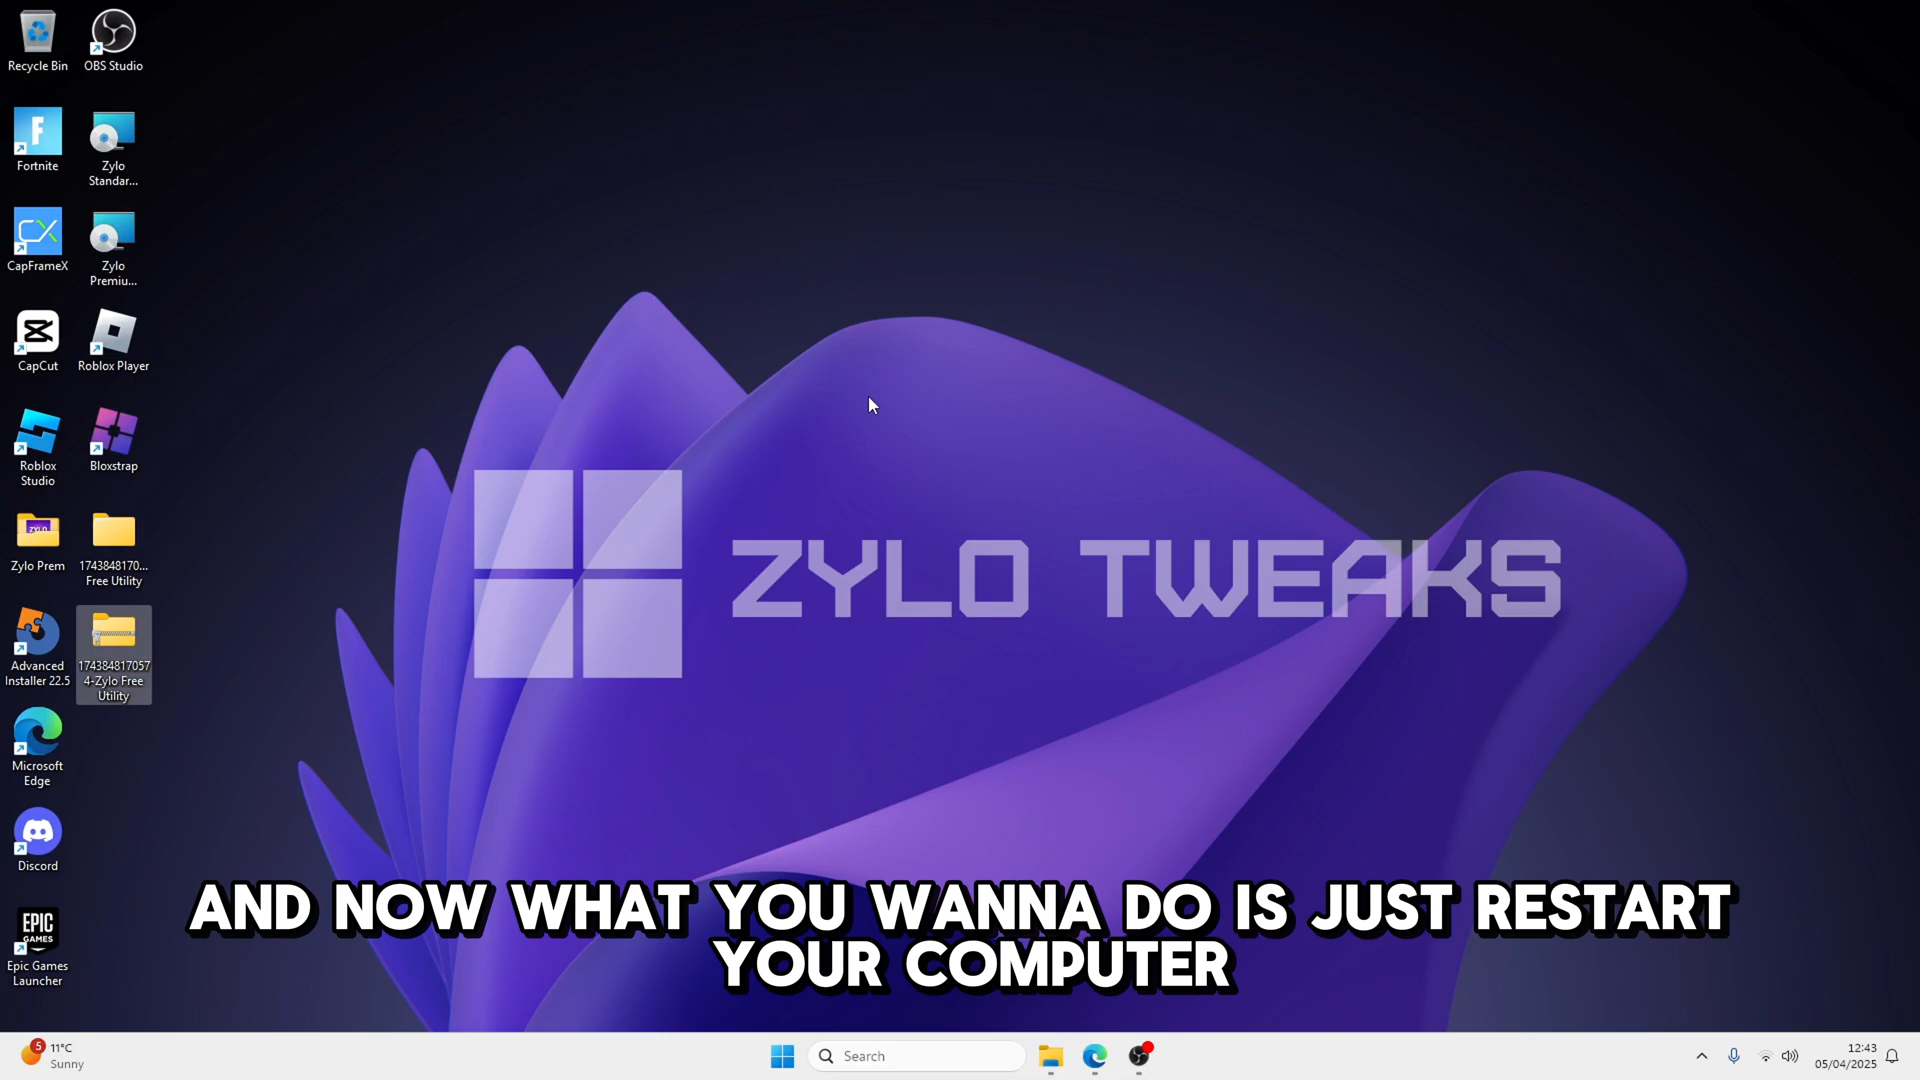 Recycle Bin
OBS Studio
Fortnite
Zylo
Standar...
CapFrameX
Zylo
Premiu...
CapCut
Roblox Player
Roblox
Studio
Bloxstrap
ZYLO
Zylo Prem
1743848170...
Free Utility
Advanced
Installer 22.5
174384817057
4-Zylo Free
Utility
Microsoft
Edge
Discord
EPIC
GAMES
Epic Games
Launcher
ZYLO TWEAKS
AND NOW WHAT YOU WANNA DO IS JUST RESTART
YOUR COMPUTER
5
11°C
Sunny
Search
12:43
05/04/2025